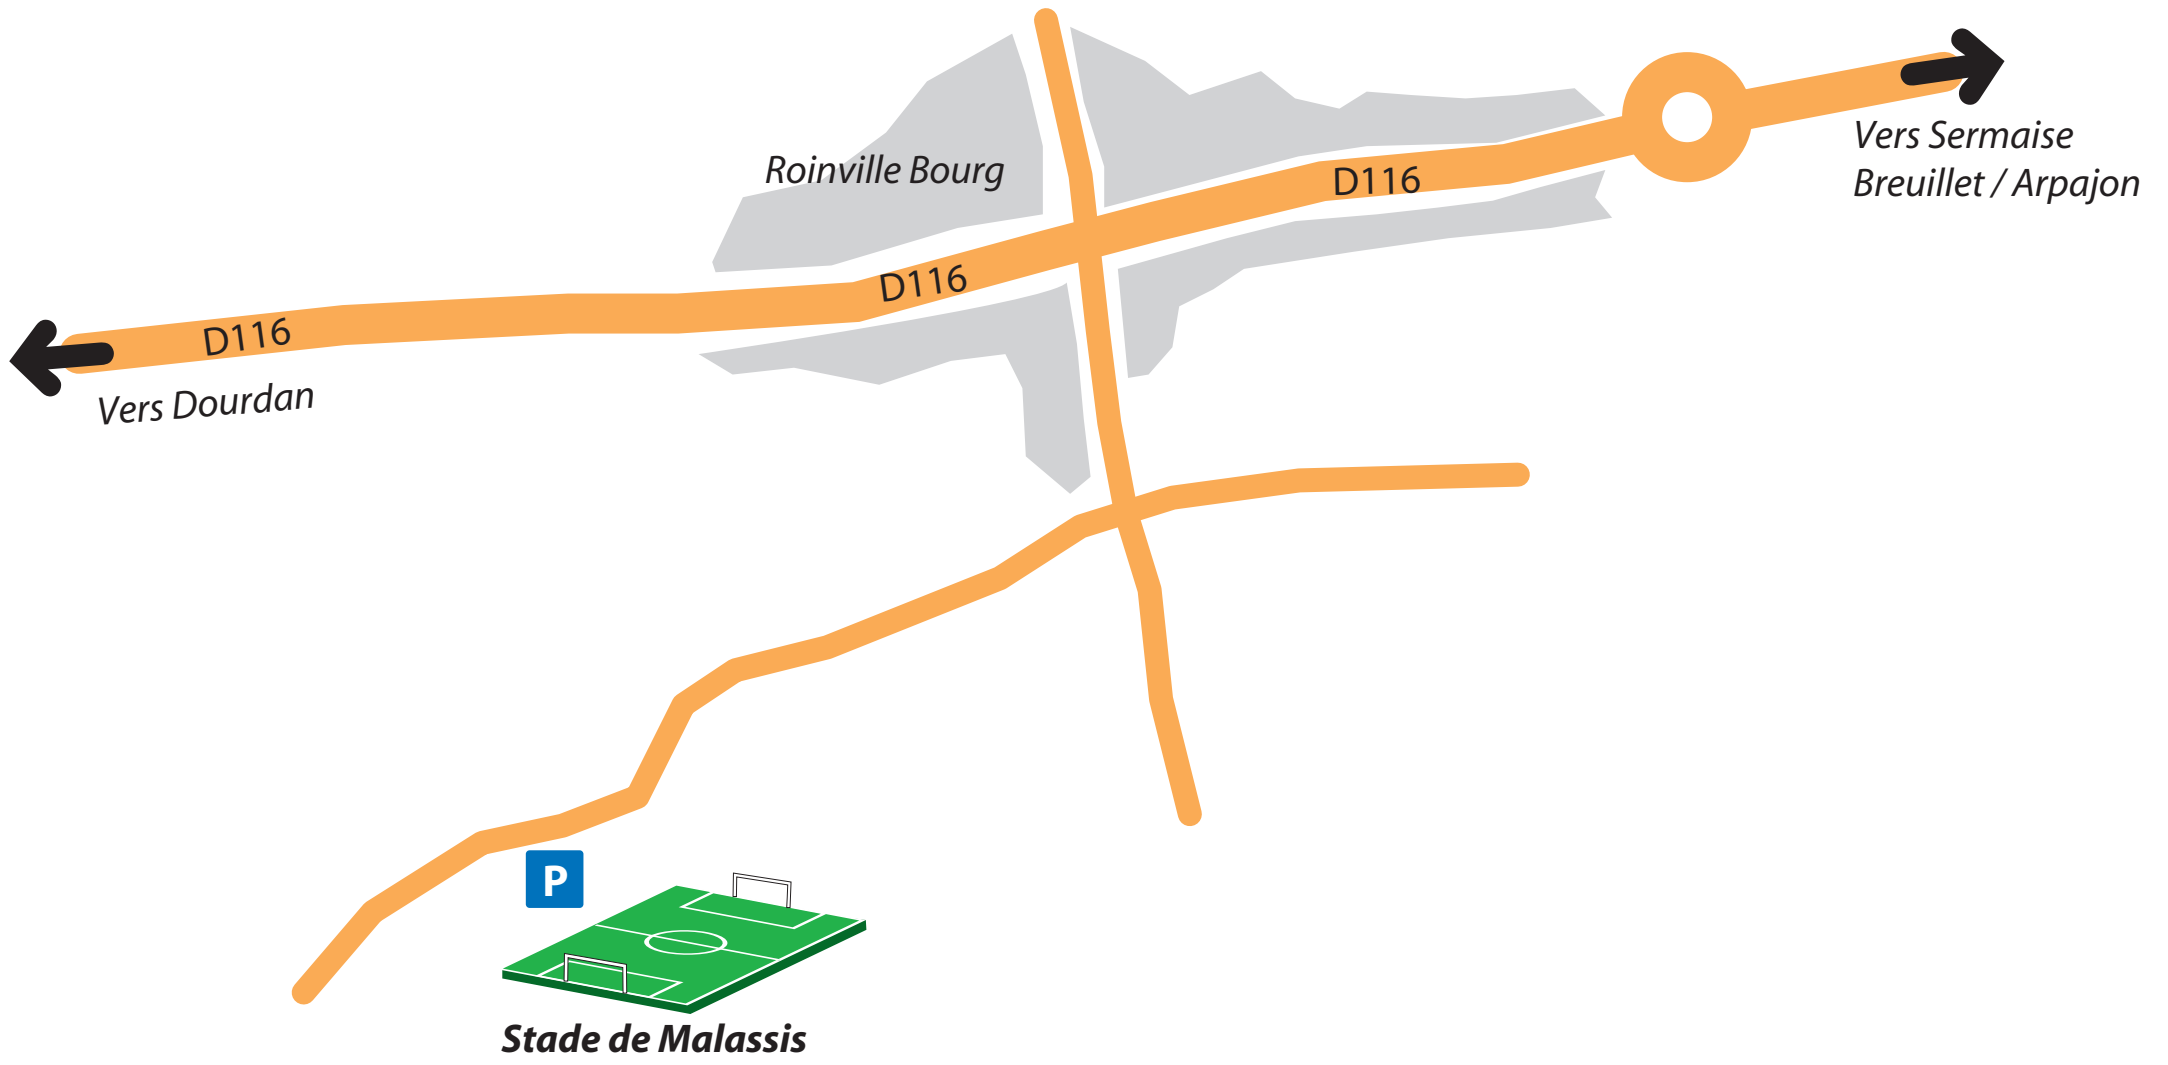 Vers Sermaise
Breuillet / Arpajon
Roinville Bourg
D116
D116
D116
Vers Dourdan
P
Stade de Malassis